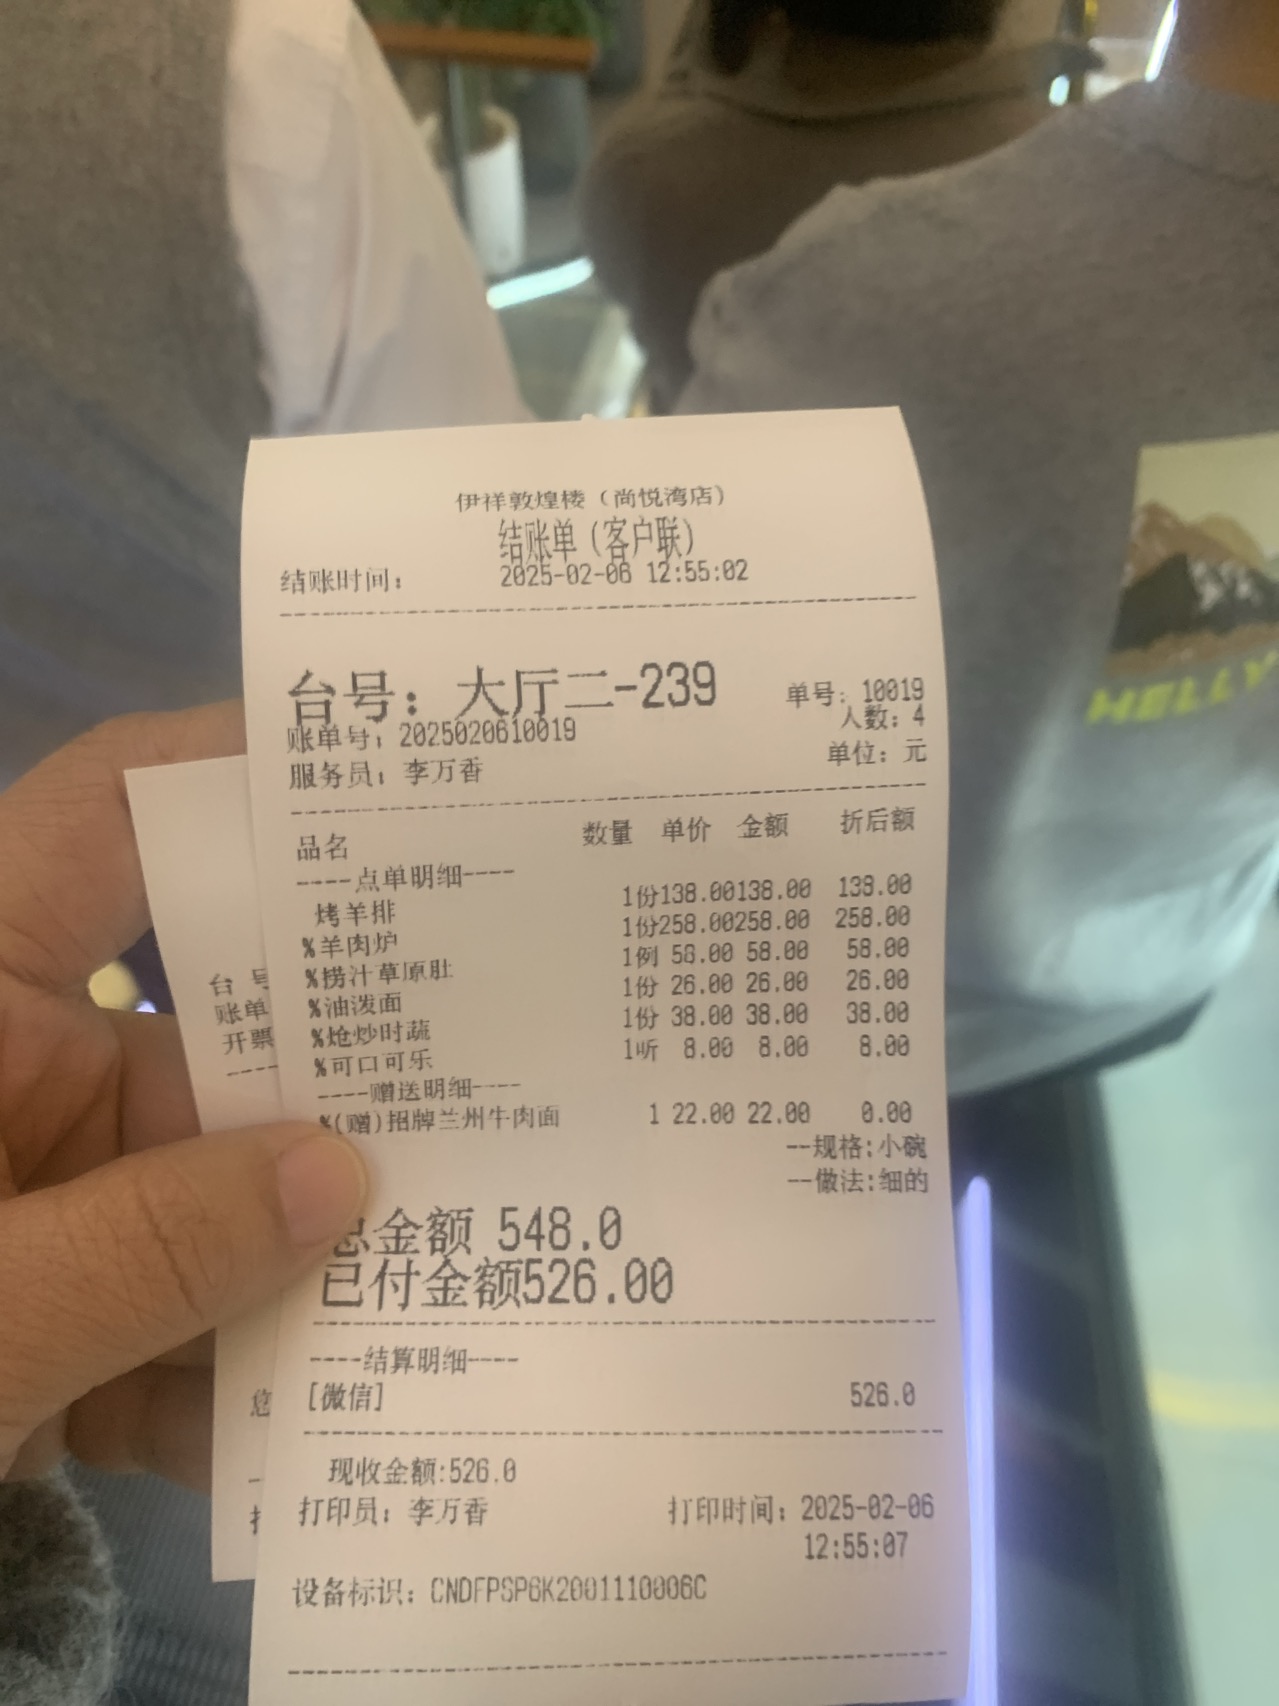 伊祥敦煌楼（尚悦湾店）
结账单（客户联）
结账时间： 2025-02-06 12:55:02
台号：大厅二-239 单号：10019
人数：4
账单号：2025020610019
服务员：李万香 单位：元
品名 数量 单价 金额 折后额
----点单明细----
烤羊排 1份138.00138.00 138.00
%羊肉炉 1份258.00258.00 258.00
%捞汁草原肚 1例 58.00 58.00 58.00
%油泼面 1份 26.00 26.00 26.00
%炝炒时蔬 1份 38.00 38.00 38.00
%可口可乐 1听 8.00 8.00 8.00
----赠送明细----
%(赠)招牌兰州牛肉面 1 22.00 22.00 0.00
--规格:小碗
--做法:细的
总金额 548.0
已付金额526.00
----结算明细----
[微信] 526.0
现收金额:526.0
打印员：李万香 打印时间：2025-02-06
12:55:07
设备标识：CNDFPSP6K2001110006C
台号
账单
开票
您
HELLY